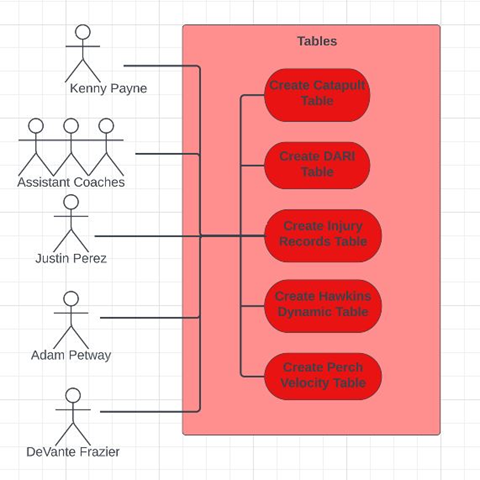 Tables
Kenny Payne
Create Catapult
Table
Assistant Coaches
Create DARI
Table
Justin Perez
Create Injury
Records Table
Adam Petway
Create Hawkins
Dynamic Table
DeVante Frazier
Create Perch
Velocity Table